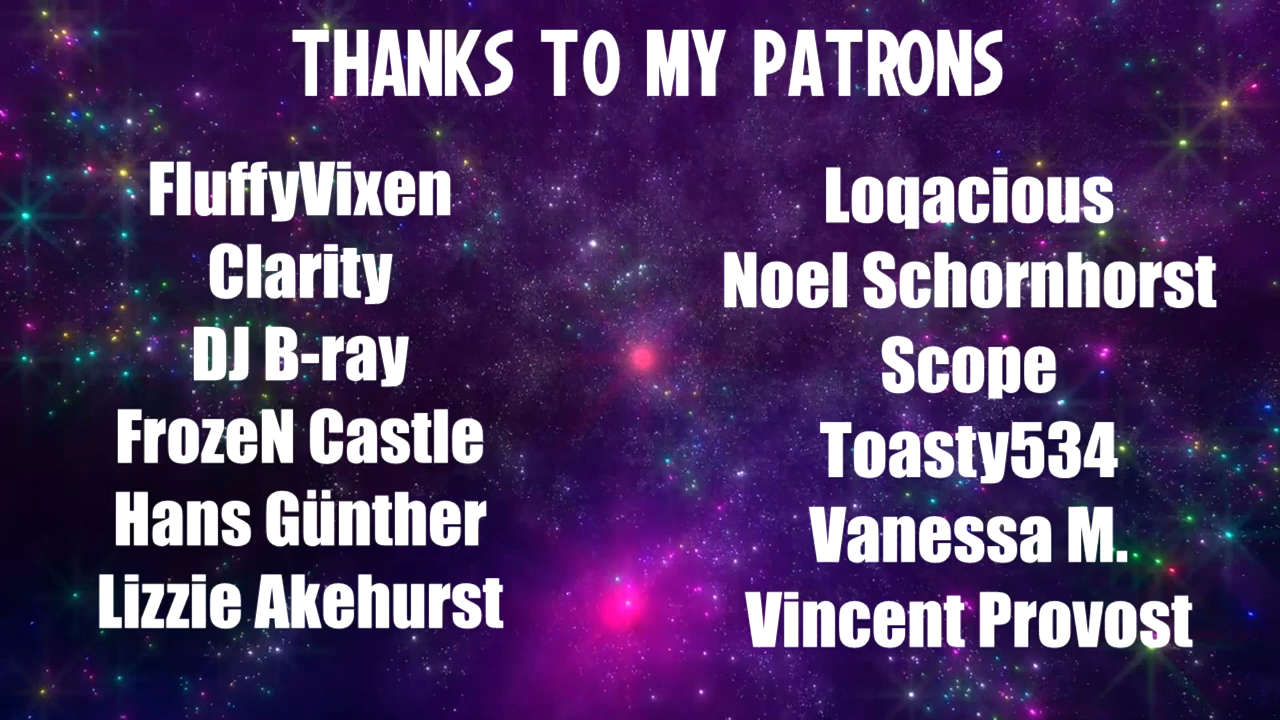 THANKS TO MY PATRONS
FluffyVixen
Clarity
DJ B-ray
FrozeN Castle
Hans Günther
Lizzie Akehurst
Loqacious
Noel Schornhorst
Scope
Toasty534
Vanessa M.
Vincent Provost